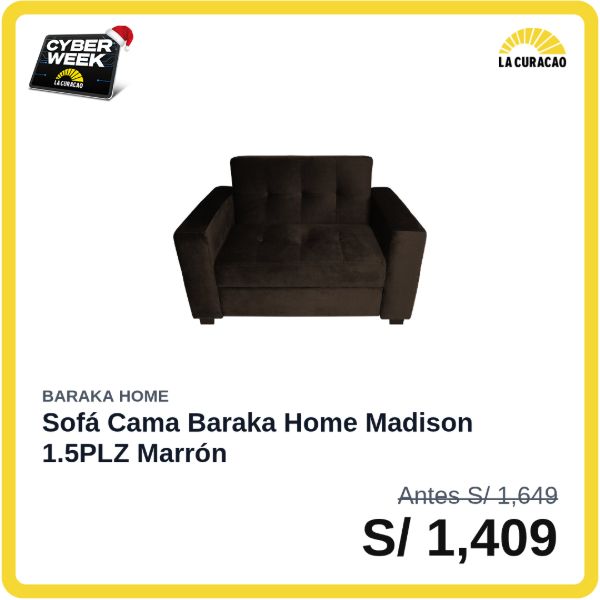 CYBER
WEEK
LA CURACAO
LA CURACAO
BARAKA HOME
Sofá Cama Baraka Home Madison
1.5PLZ Marrón
Antes S/ 1,649
S/ 1,409